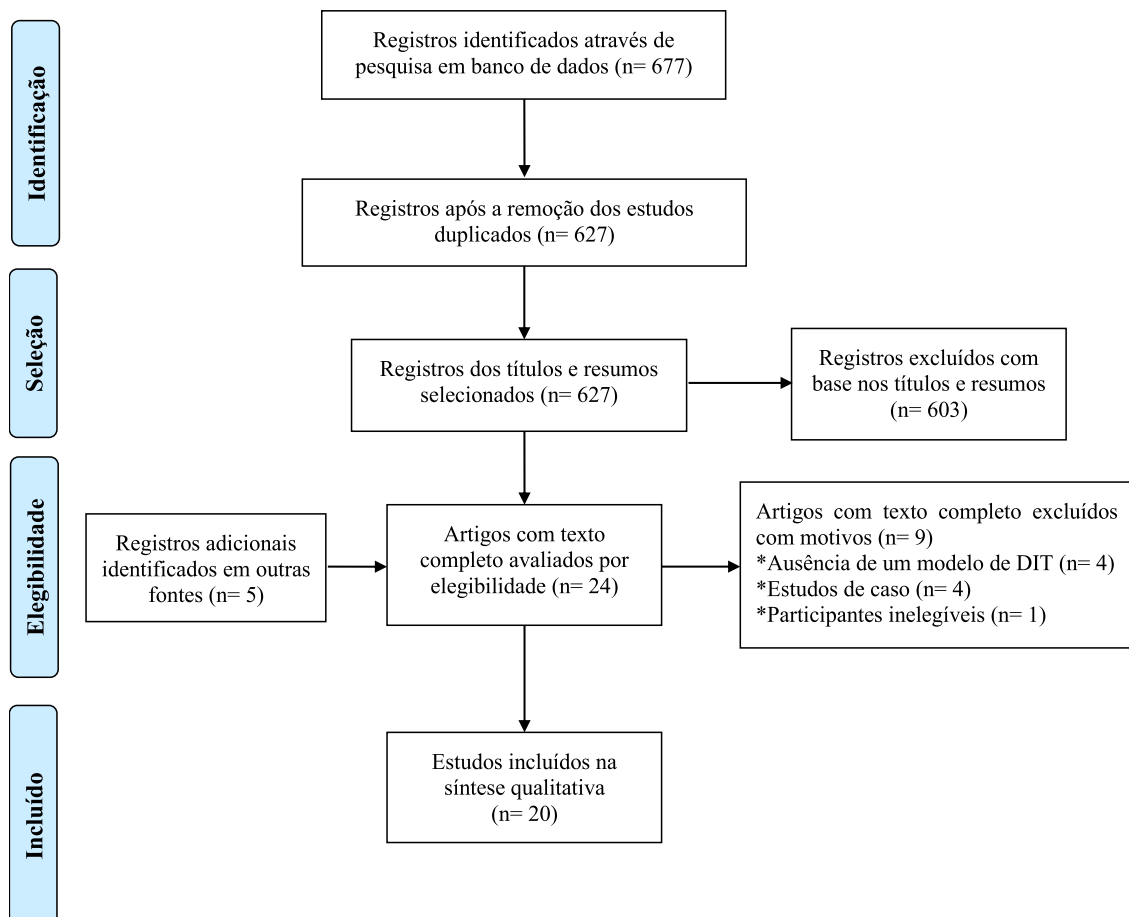 Identificação
Registros identificados através de
pesquisa em banco de dados (n= 677)
Registros após a remoção dos estudos
duplicados (n= 627)
Seleção
Registros dos títulos e resumos
selecionados (n= 627)
Registros excluídos com
base nos títulos e resumos
(n= 603)
Elegibilidade
Registros adicionais
identificados em outras
fontes (n= 5)
Artigos com texto
completo avaliados por
elegibilidade (n= 24)
Artigos com texto completo excluídos
com motivos (n= 9)
*Ausência de um modelo de DIT (n= 4)
*Estudos de caso (n= 4)
*Participantes inelegíveis (n= 1)
Incluído
Estudos incluídos na
síntese qualitativa
(n= 20)